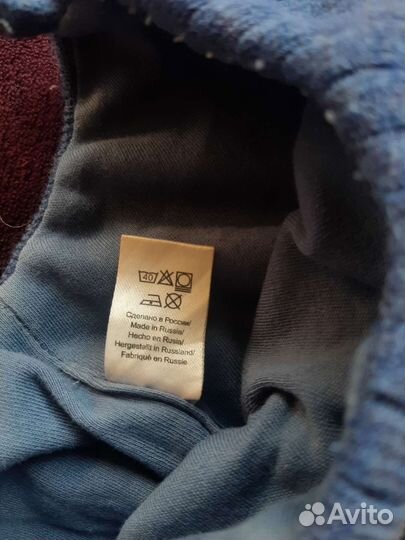 40
Сделано в России/
Made in Russia/
Hecho en Rusia/
Hergestellt in Russland/
Fabriqué en Russie
Avito